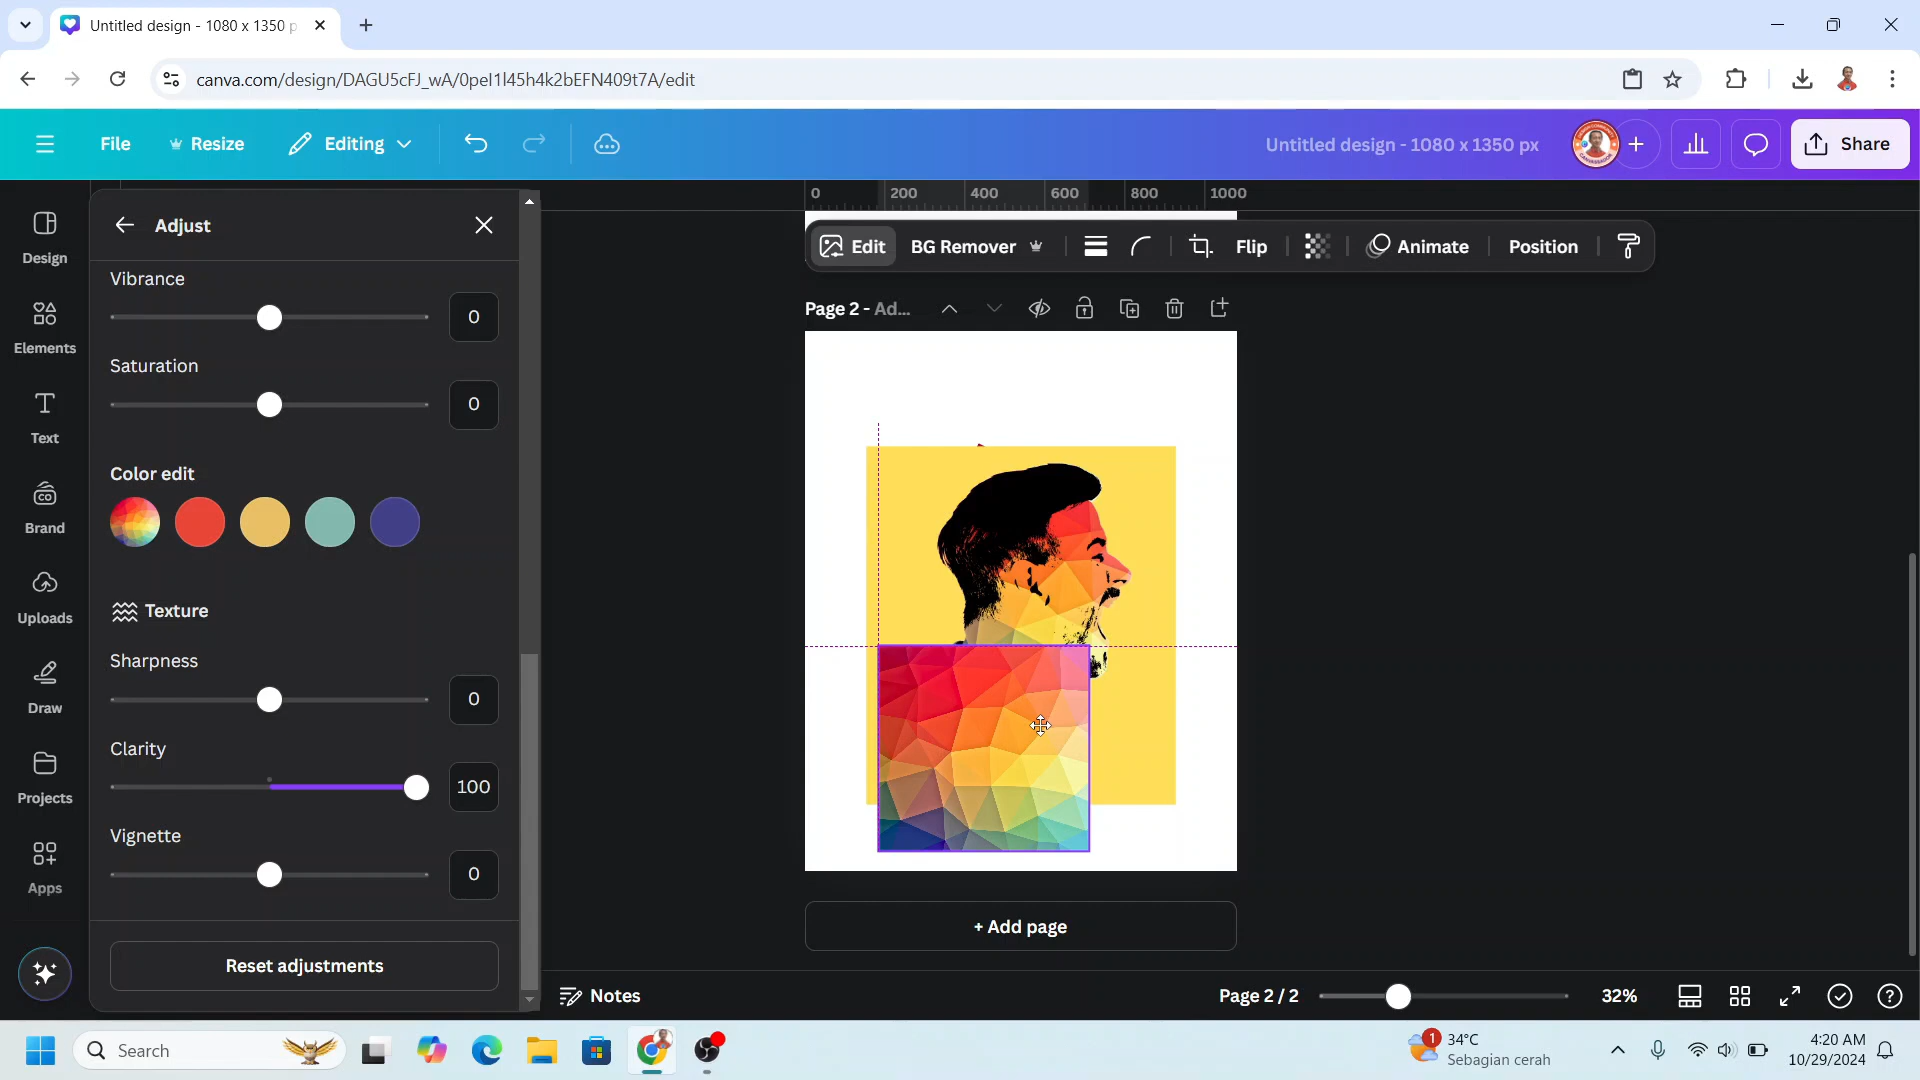 Untitled design - 1080 x 1350 p
canva.com/design/DAGU5cFJ_wA/0peI1l45h4k2bEFN409t7A/edit
File
Resize
Editing
Untitled design - 1080 x 1350 px
Share
Design
Elements
Text
Brand
Uploads
Draw
Projects
Apps
Adjust
Vibrance
0
Saturation
0
Color edit
Texture
Sharpness
0
Clarity
100
Vignette
0
Reset adjustments
0 200 400 600 800 1000
Edit
BG Remover
Flip
Animate
Position
Page 2 - Ad...
+ Add page
Notes
Page 2 / 2
32%
Search
1
34°C
Sebagian cerah
4:20 AM
10/29/2024